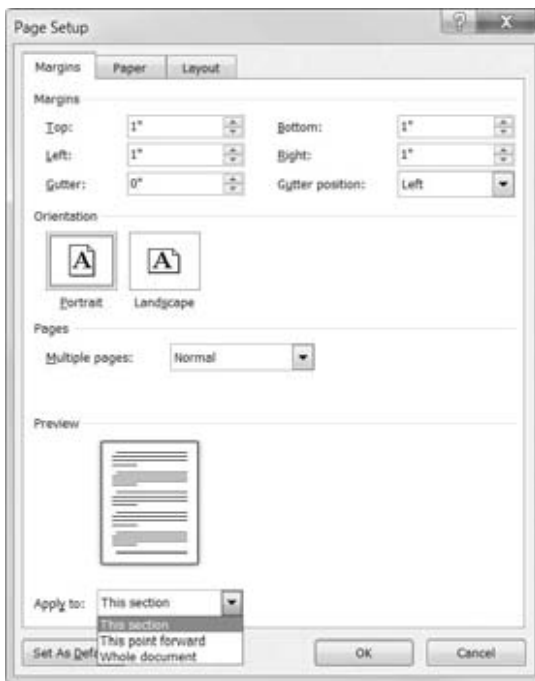 Page Setup
? X
Margins Paper Layout
Margins
Top: 1" Bottom: 1"
Left: 1" Right: 1"
Gutter: 0" Gutter position: Left
Orientation
A A
Portrait Landscape
Pages
Multiple pages: Normal
Preview
Apply to: This section
This section
This point forward
Set As Whole document OK Cancel